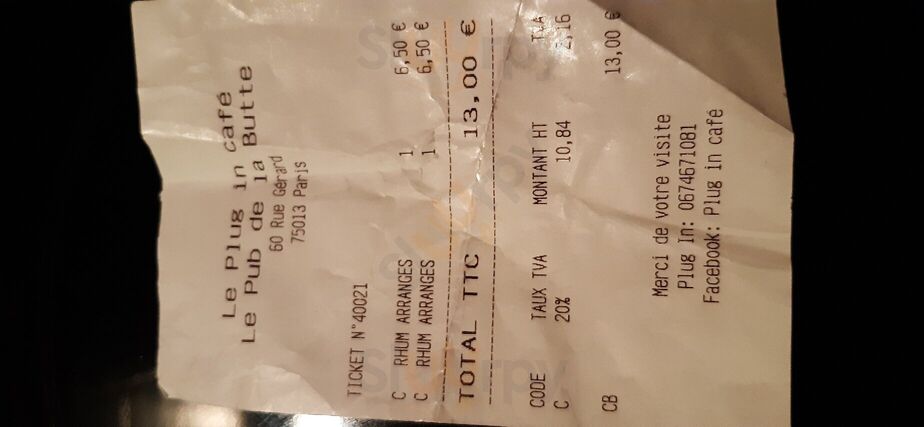 Le Plug in café
Le Pub de la Butte
60 Rue Gérard
75013 Paris
TICKET N°40021
C RHUM ARRANGES 1 6,50 €
C RHUM ARRANGES 1 6,50 €
TOTAL TTC 13,00 €
CODE TAUX TVA MONTANT HT TVA
C 20% 10,84 2,16
CB 13,00 €
Merci de votre visite
Plug In: 0674671081
Facebook: Plug in café